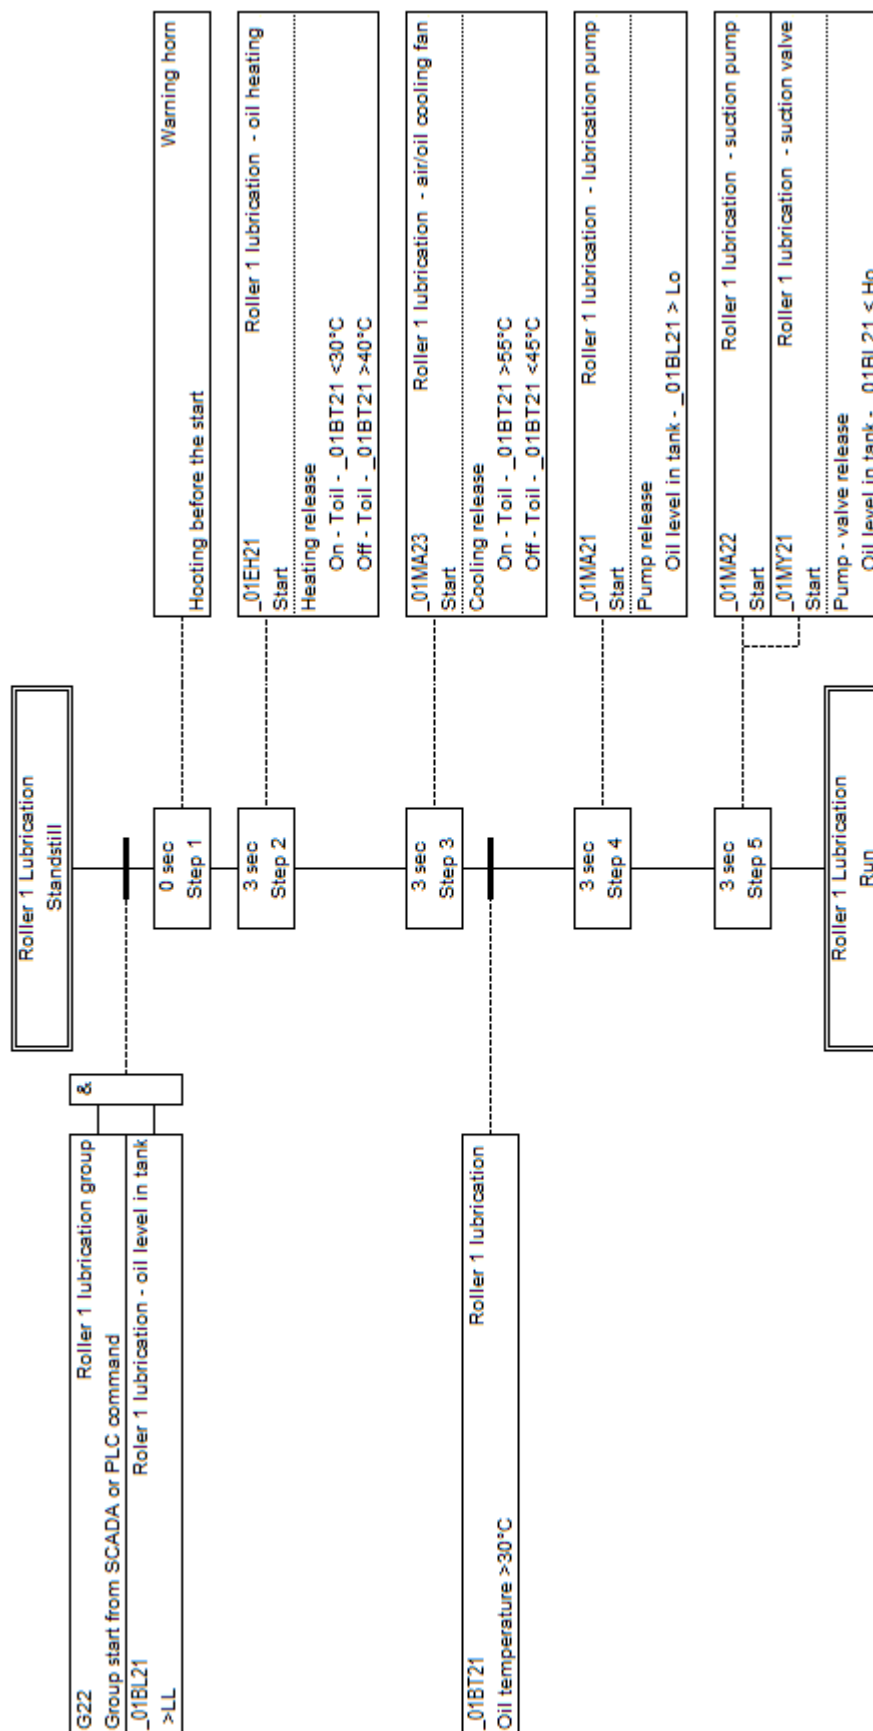 Roller 1 Lubrication
Standstill
G22 Roller 1 lubrication group
Group start from SCADA or PLC command
_01BL21 Roler 1 lubrication - oil level in tank
>LL
&
0 sec
Step 1
Warning horn
Hooting before the start
3 sec
Step 2
_01EH21 Roller 1 lubrication - oil heating
Start
Heating release
On - Toil - _01BT21 <30°C
Off - Toil - _01BT21 >40°C
3 sec
Step 3
_01MA23 Roller 1 lubrication - air/oil cooling fan
Start
Cooling release
On - Toil - _01BT21 >55°C
Off - Toil - _01BT21 <45°C
_01BT21 Roller 1 lubrication
Oil temperature >30°C
3 sec
Step 4
_01MA21 Roller 1 lubrication - lubrication pump
Start
Pump release
Oil level in tank - _01BL21 > Lo
3 sec
Step 5
_01MA22 Roller 1 lubrication - suction pump
Start
_01MY21 Roller 1 lubrication - suction valve
Start
Pump - valve release
Oil level in tank - _01BL21 <
Roller 1 Lubrication
Run